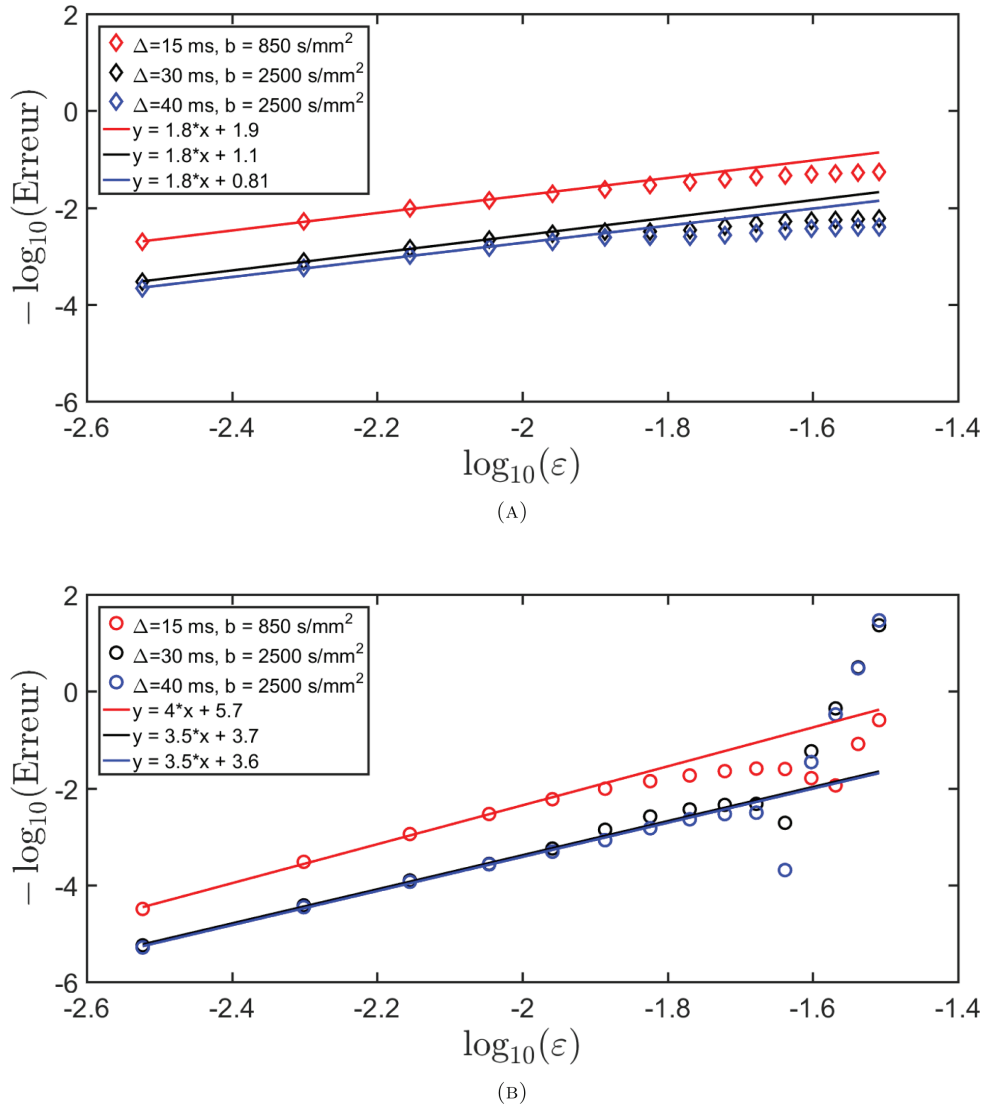 2
0
-2
-4
-6
− log₁₀(Erreur)
Δ=15 ms, b = 850 s/mm²
Δ=30 ms, b = 2500 s/mm²
Δ=40 ms, b = 2500 s/mm²
y = 1.8*x + 1.9
y = 1.8*x + 1.1
y = 1.8*x + 0.81
-2.6 -2.4 -2.2 -2 -1.8 -1.6 -1.4
log₁₀(ε)
(A)
2
0
-2
-4
-6
− log₁₀(Erreur)
Δ=15 ms, b = 850 s/mm²
Δ=30 ms, b = 2500 s/mm²
Δ=40 ms, b = 2500 s/mm²
y = 4*x + 5.7
y = 3.5*x + 3.7
y = 3.5*x + 3.6
-2.6 -2.4 -2.2 -2 -1.8 -1.6 -1.4
log₁₀(ε)
(B)